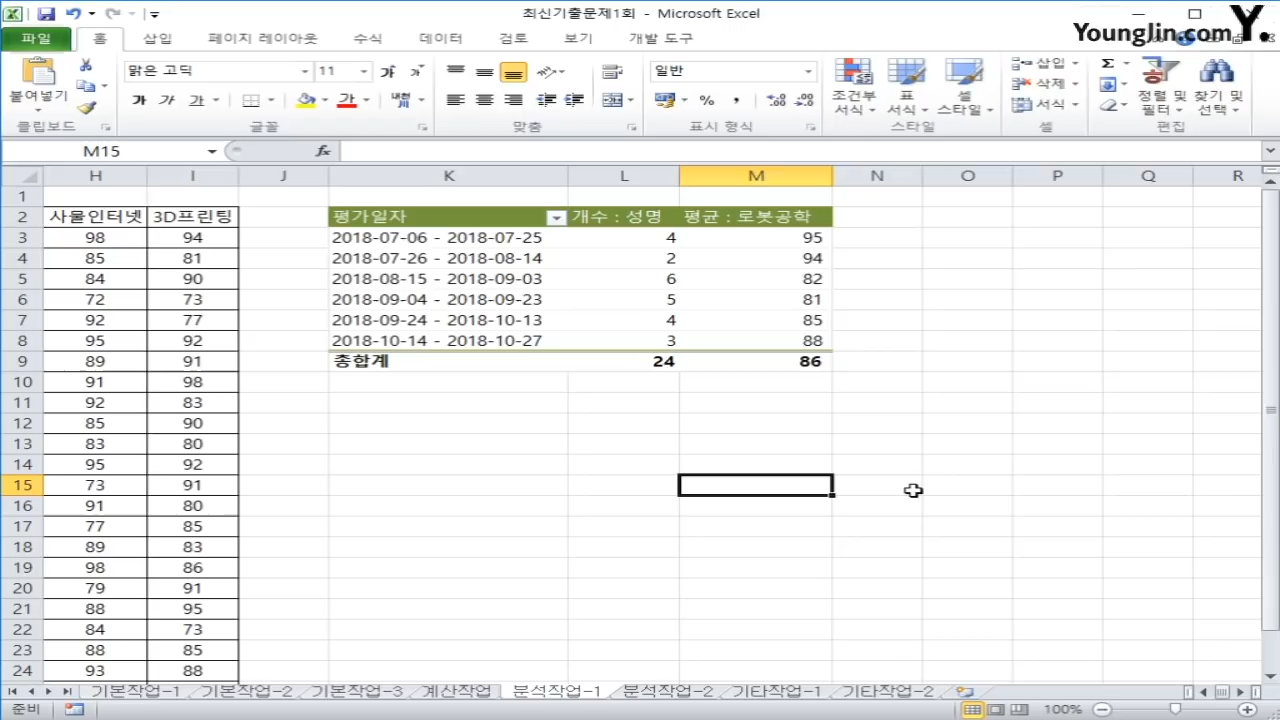 최신기출문제1회 - Microsoft Excel
YoungJin.com Y.
파일 홈 삽입 페이지 레이아웃 수식 데이터 검토 보기 개발 도구
붙여넣기
클립보드
맑은 고딕 11
가 가 가 가 가 내천
글꼴
맞춤
일반
% ,
표시 형식
조건부 서식
표 서식
셀 스타일
스타일
삽입
삭제
서식
셀
정렬 및 필터
찾기 및 선택
편집
M15 fx
H I J K L M N O P Q R
1
2 사물인터넷 3D프린팅 평가일자 개수 : 성명 평균 : 로봇공학
3 98 94 2018-07-06 - 2018-07-25 4 95
4 85 81 2018-07-26 - 2018-08-14 2 94
5 84 90 2018-08-15 - 2018-09-03 6 82
6 72 73 2018-09-04 - 2018-09-23 5 81
7 92 77 2018-09-24 - 2018-10-13 4 85
8 95 92 2018-10-14 - 2018-10-27 3 88
9 89 91 총합계 24 86
10 91 98
11 92 83
12 85 90
13 83 80
14 95 92
15 73 91
16 91 80
17 77 85
18 89 83
19 98 86
20 79 91
21 88 95
22 84 73
23 88 85
24 93 88
기본작업-1 기본작업-2 기본작업-3 계산작업 분석작업-1 분석작업-2 기타작업-1 기타작업-2
준비 100%